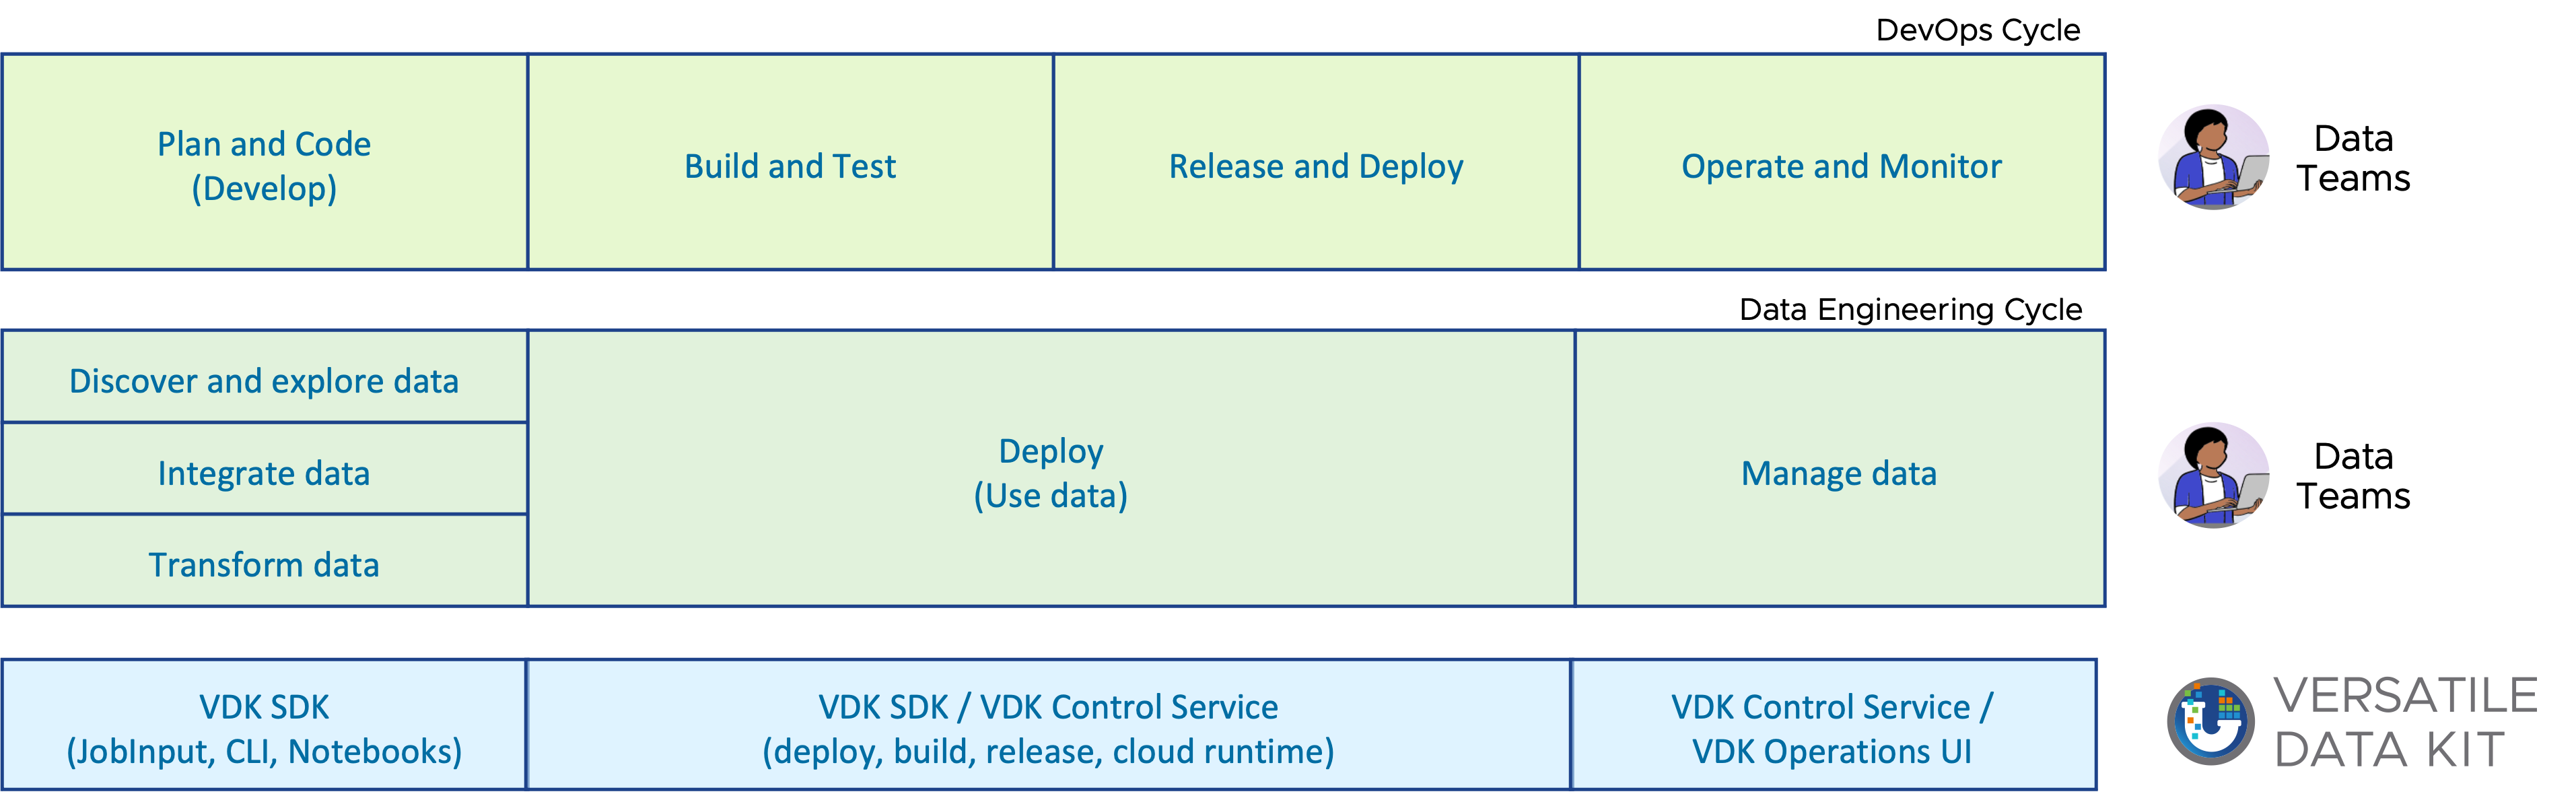 DevOps Cycle
Plan and Code
(Develop)
Build and Test
Release and Deploy
Operate and Monitor
Data
Teams
Data Engineering Cycle
Discover and explore data
Integrate data
Transform data
Deploy
(Use data)
Manage data
Data
Teams
VDK SDK
(JobInput, CLI, Notebooks)
VDK SDK / VDK Control Service
(deploy, build, release, cloud runtime)
VDK Control Service /
VDK Operations UI
VERSATILE
DATA KIT